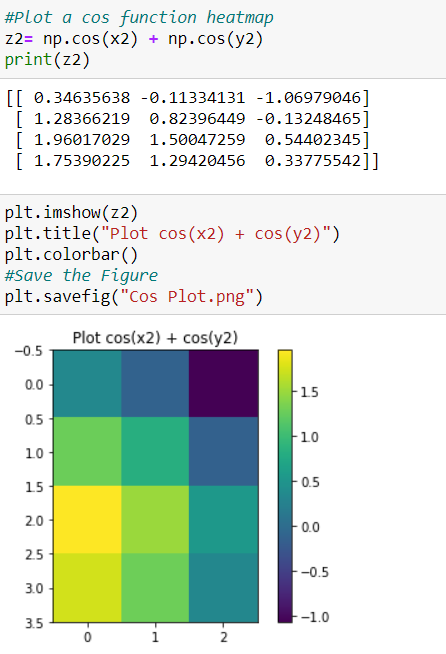 #Plot a cos function heatmap
z2= np.cos(x2) + np.cos(y2)
print(z2)
[[ 0.34635638 -0.11334131 -1.06979046]
 [ 1.28366219  0.82396449 -0.13248465]
 [ 1.96017029  1.50047259  0.54402345]
 [ 1.75390225  1.29420456  0.33775542]]
plt.imshow(z2)
plt.title("Plot cos(x2) + cos(y2)")
plt.colorbar()
#Save the Figure
plt.savefig("Cos Plot.png")
Plot cos(x2) + cos(y2)
−0.5
0.0
0.5
1.0
1.5
2.0
2.5
3.0
3.5
0 1 2
1.5
1.0
0.5
0.0
−0.5
−1.0